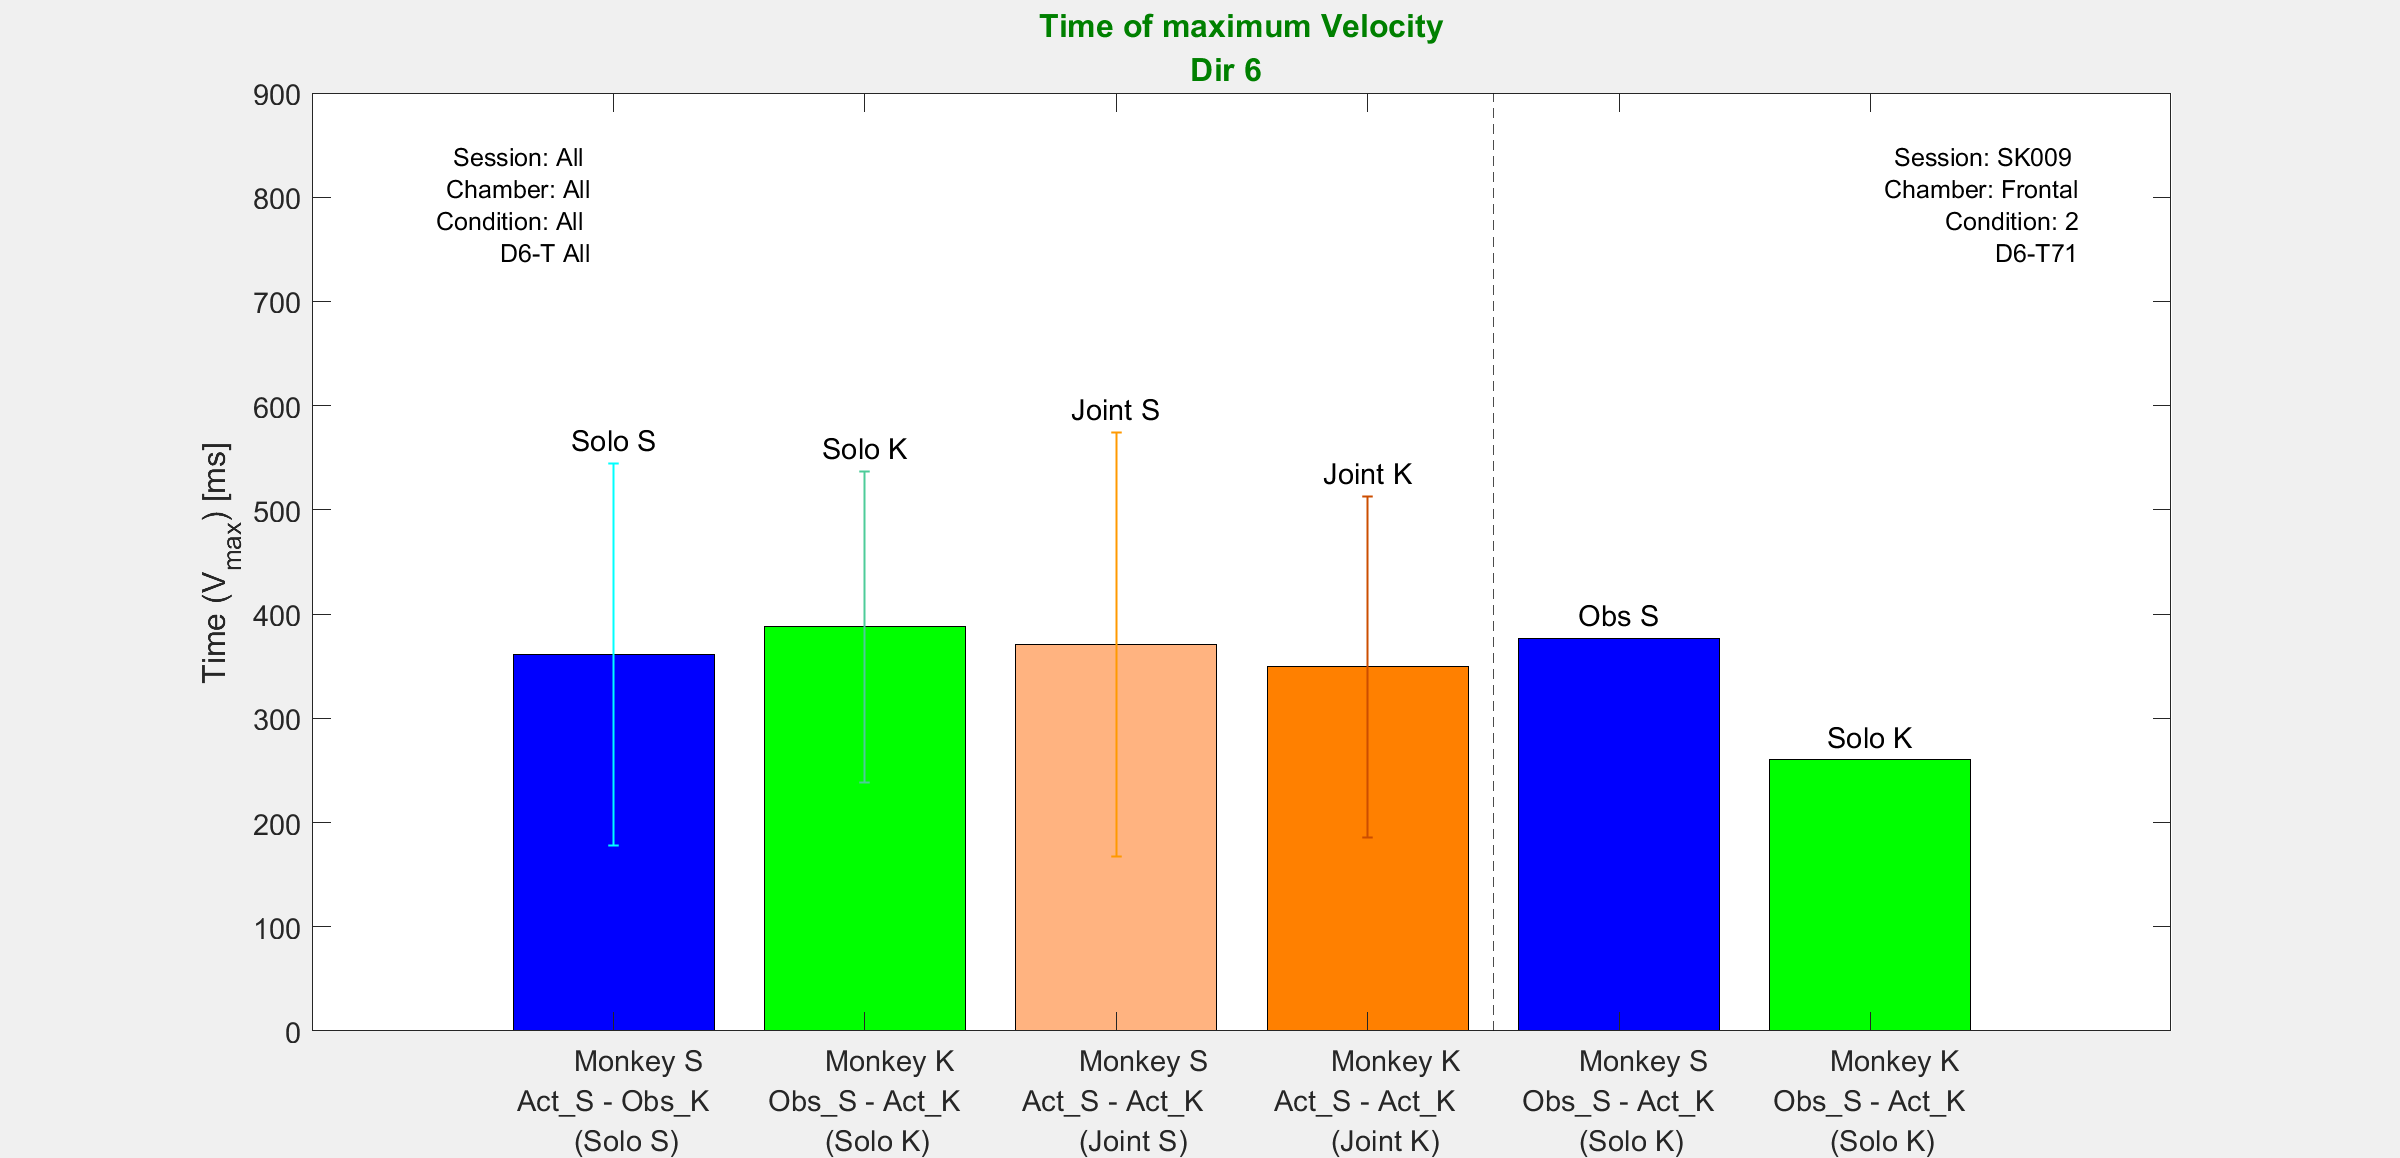 Time of maximum Velocity
Dir 6
900
800
700
600
500
400
300
200
100
0
Time (Vmax) [ms]
Session: All
Chamber: All
Condition: All
D6-T All
Session: SK009
Chamber: Frontal
Condition: 2
D6-T71
Solo S
Solo K
Joint S
Joint K
Obs S
Solo K
Monkey S
Act_S - Obs_K
(Solo S)
Monkey K
Obs_S - Act_K
(Solo K)
Monkey S
Act_S - Act_K
(Joint S)
Monkey K
Act_S - Act_K
(Joint K)
Monkey S
Obs_S - Act_K
(Solo K)
Monkey K
Obs_S - Act_K
(Solo K)